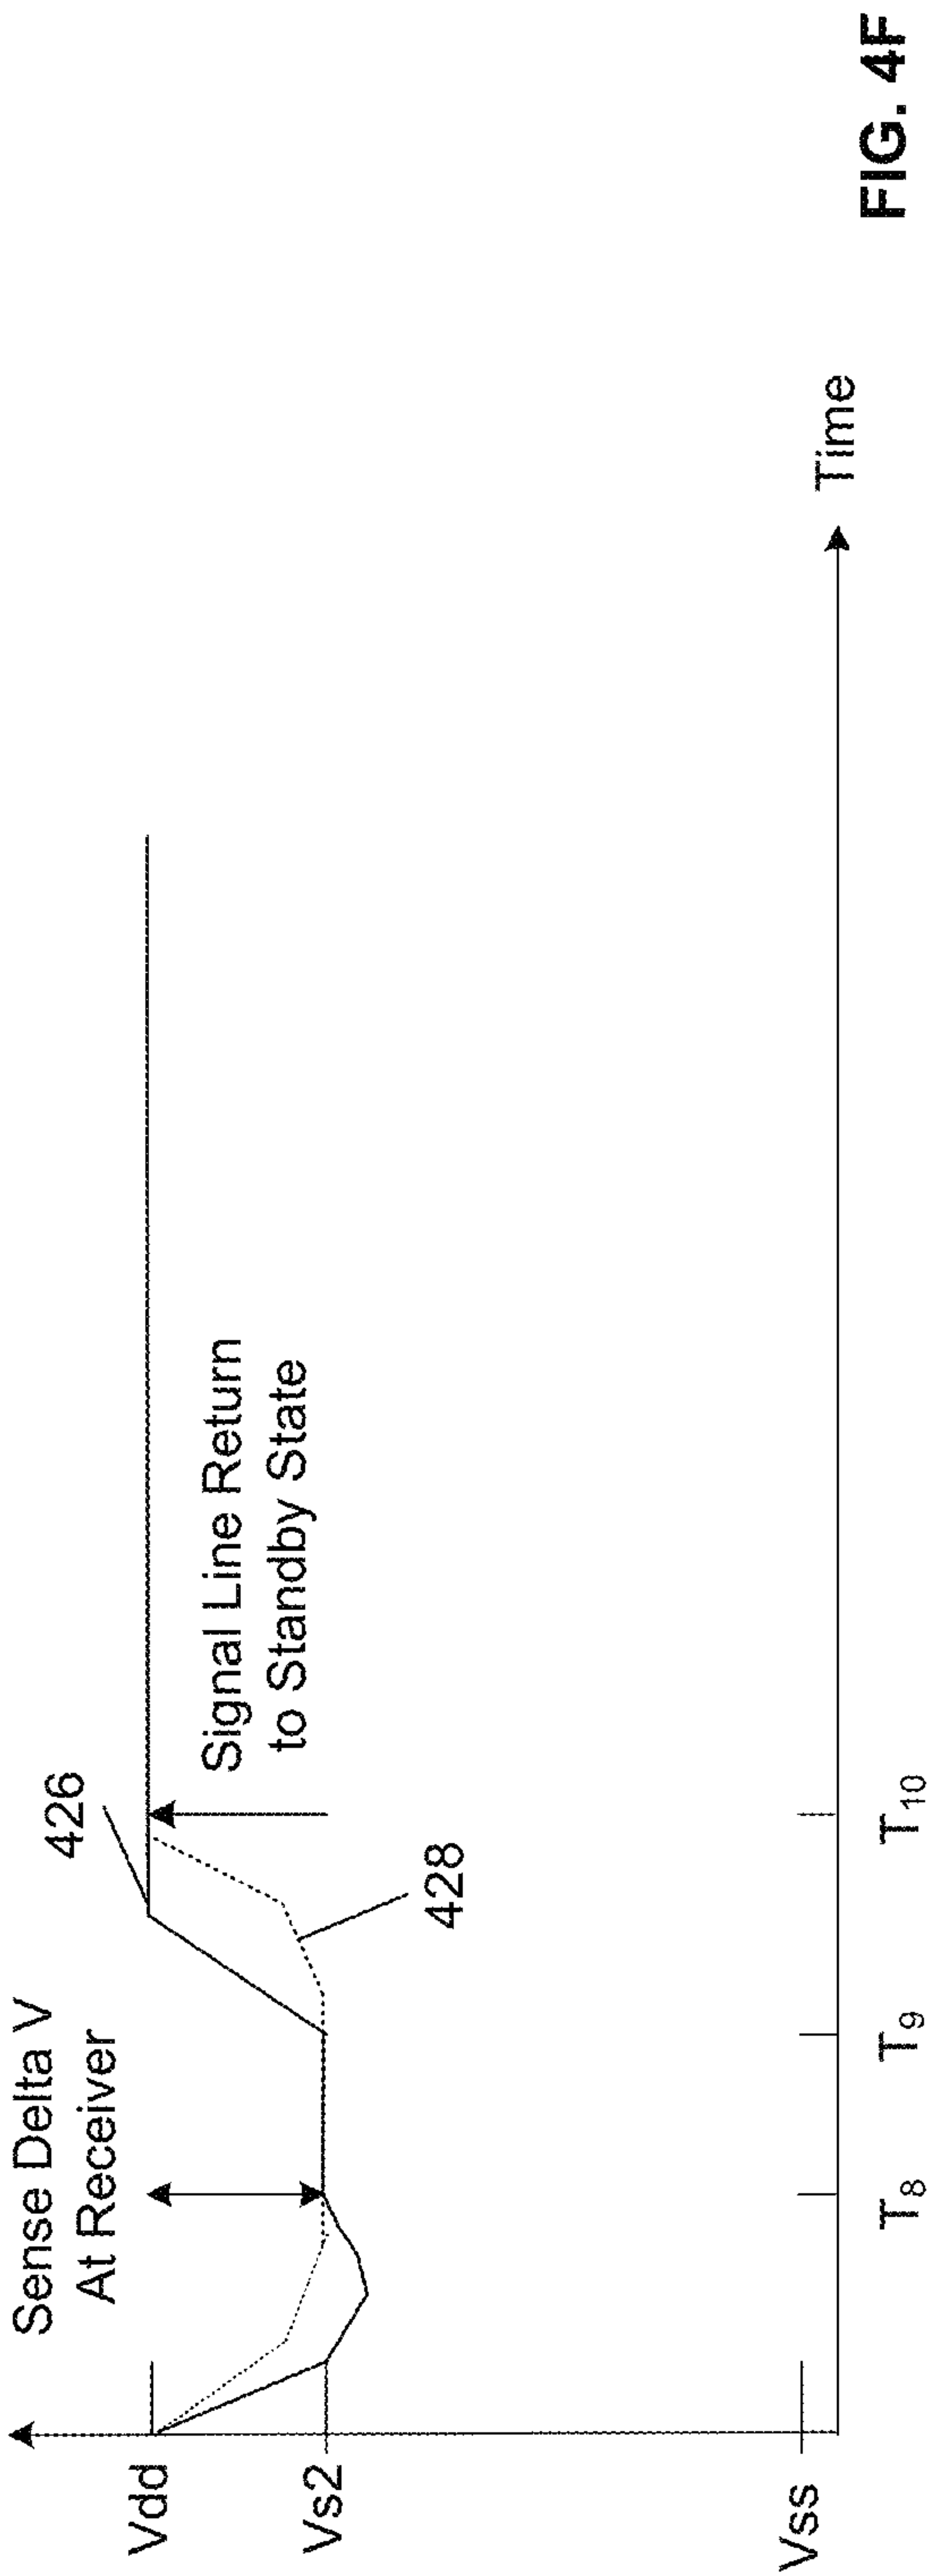 Sense Delta V
At Receiver
426
Vdd
Signal Line Return
to Standby State
Vs2
428
Vss
Time
T8
T9
T10
FIG. 4F